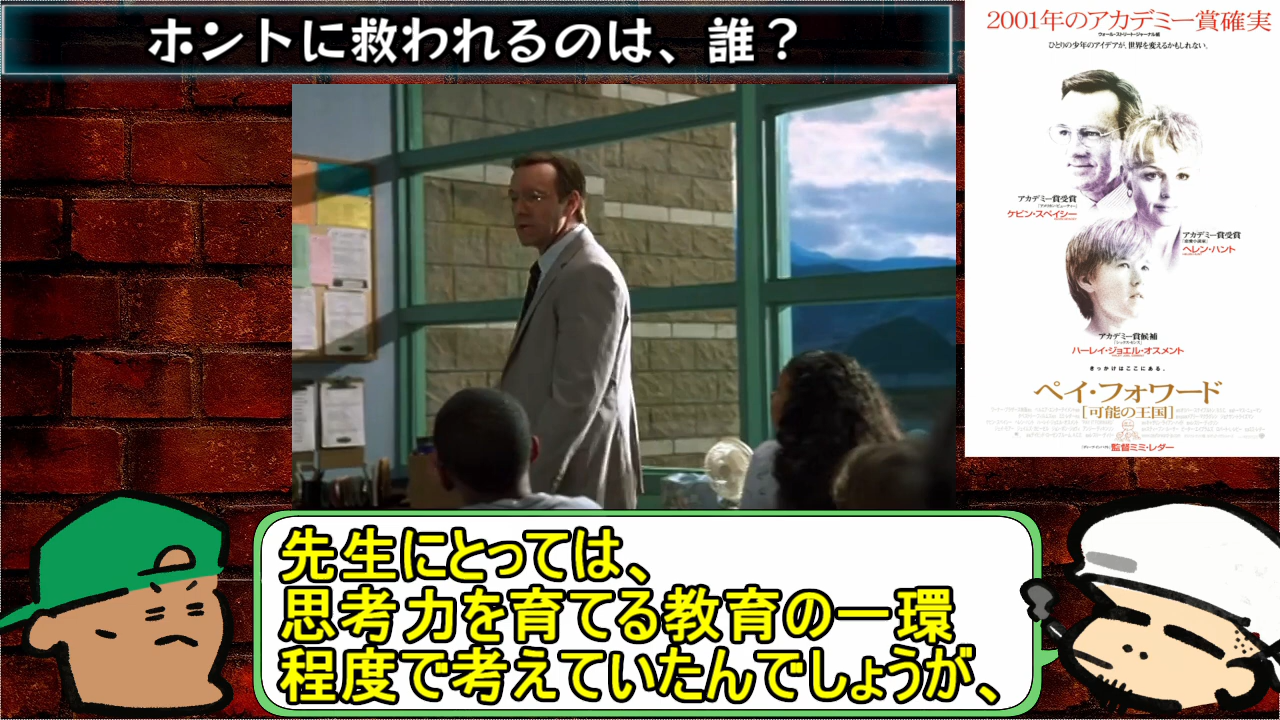 ホントに救われるのは、誰？
2001年のアカデミー賞確実
ウォール・ストリート・ジャーナル紙
ひとりの少年のアイデアが、世界を変えるかもしれない。
アカデミー賞受賞
ケビン・スペイシー
アカデミー賞受賞
ヘレン・ハント
アカデミー賞候補
ハーレイ・ジョエル・オスメント
きっかけはここにある。
ペイ・フォワード
[可能の王国]
監督ミミ・レダー
先生にとっては、
思考力を育てる教育の一環
程度で考えていたんでしょうが、